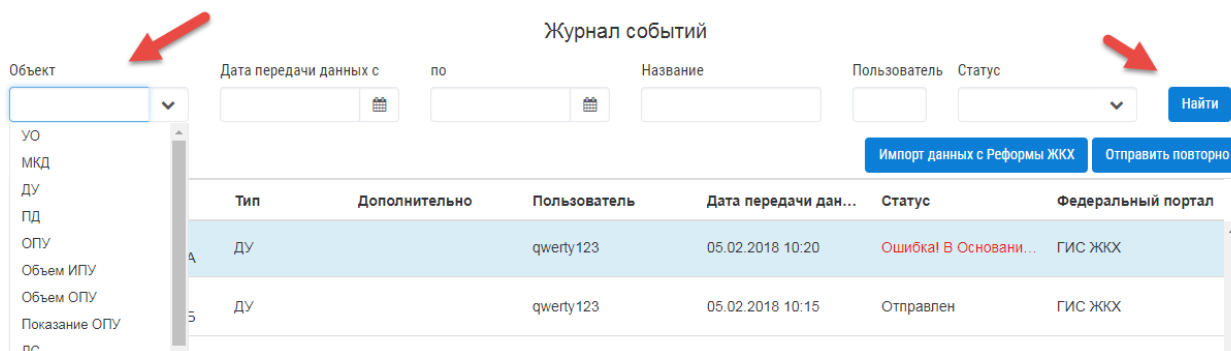 Журнал событий
Объект Дата передачи данных с по Название Пользователь Статус
Найти
УО
МКД
ДУ
ПД
ОПУ
Объем ИПУ
Объем ОПУ
Показание ОПУ
Импорт данных с Реформы ЖКХ Отправить повторно
Тип Дополнительно Пользователь Дата передачи дан... Статус Федеральный портал
А ДУ qwerty123 05.02.2018 10:20 Ошибка! В Основани... ГИС ЖКХ
Б ДУ qwerty123 05.02.2018 10:15 Отправлен ГИС ЖКХ